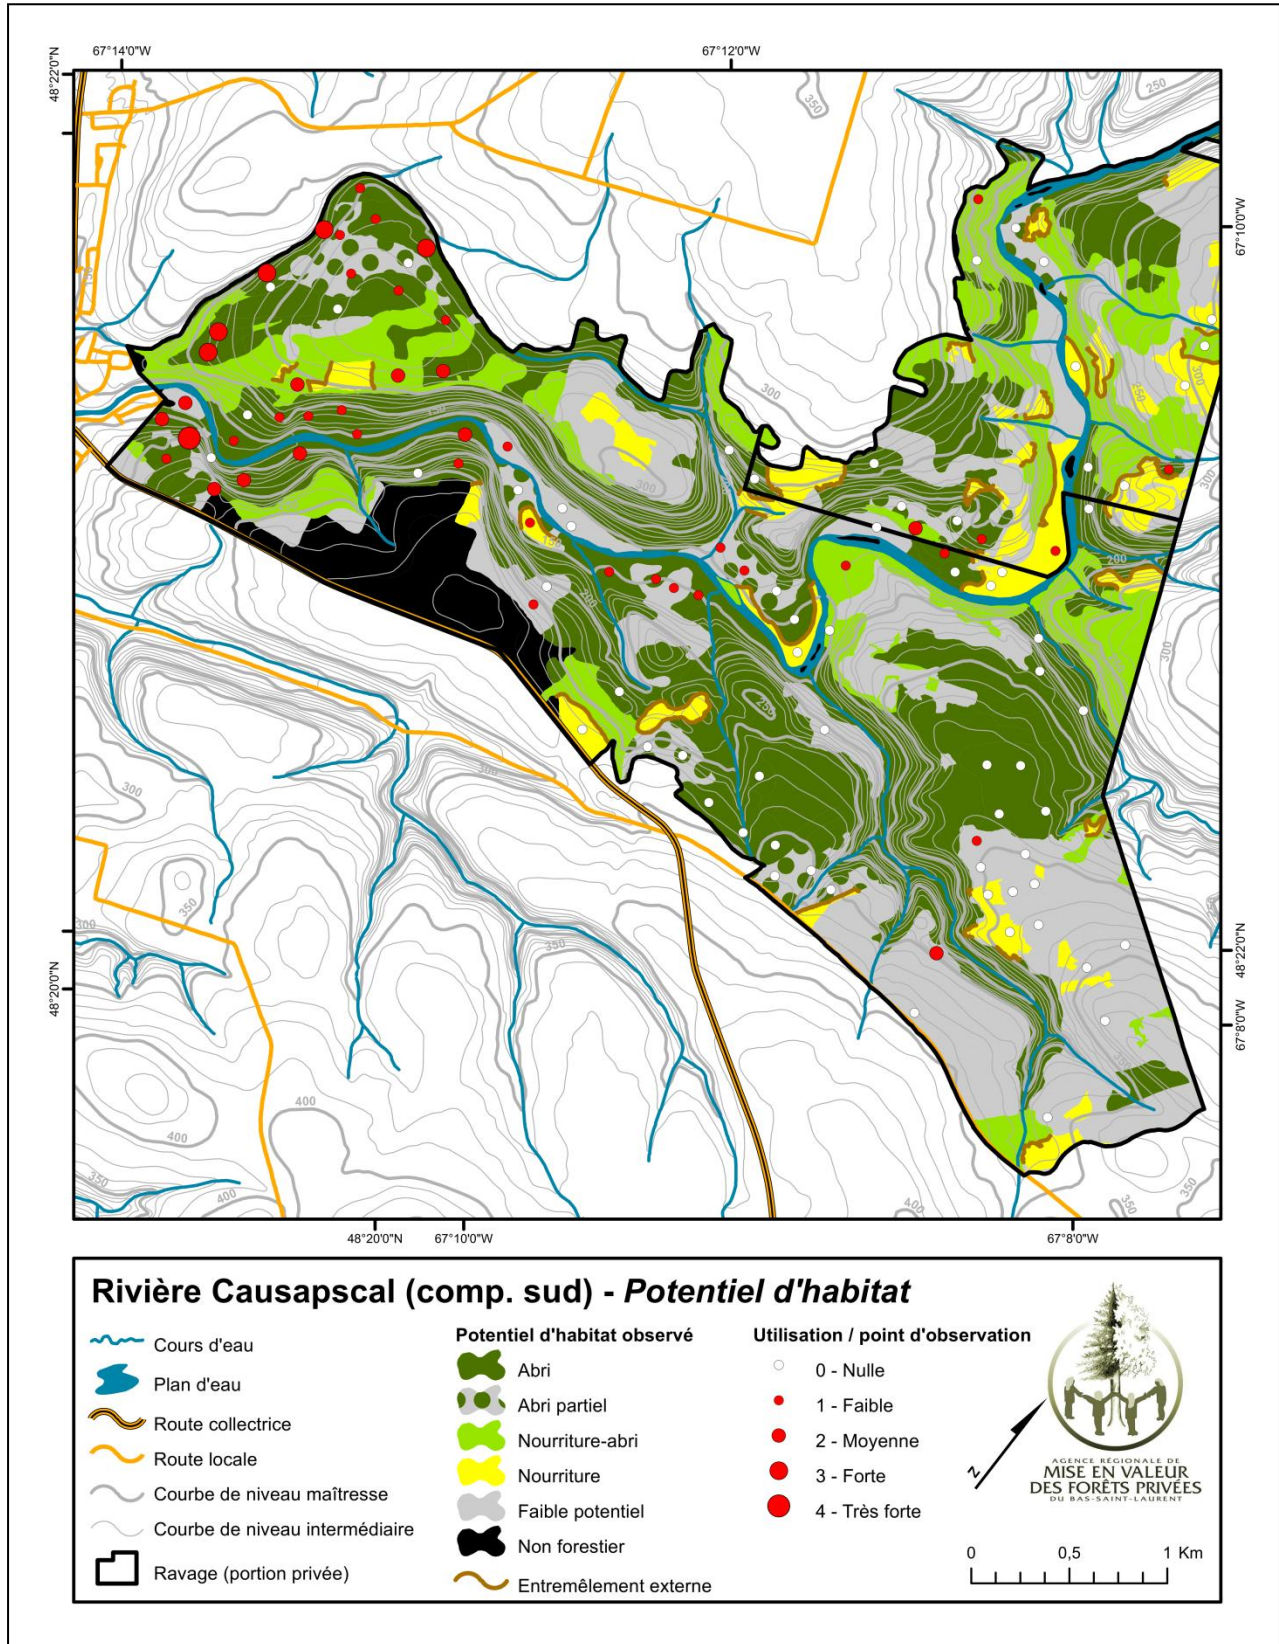 67°14'0"W
67°12'0"W
48°22'0"N
67°10'0"W
48°20'0"N
48°22'0"N
67°8'0"W
350
250
300
250
300
300
150
200
200
250
300
300
300
350
300
350
350
400
400
350
400
400
350
350
48°20'0"N
67°10'0"W
67°8'0"W
Rivière Causapscal (comp. sud) - Potentiel d'habitat
Cours d'eau
Plan d'eau
Route collectrice
Route locale
Courbe de niveau maîtresse
Courbe de niveau intermédiaire
Ravage (portion privée)
Potentiel d'habitat observé
Abri
Abri partiel
Nourriture-abri
Nourriture
Faible potentiel
Non forestier
Entremêlement externe
Utilisation / point d'observation
0 - Nulle
1 - Faible
2 - Moyenne
3 - Forte
4 - Très forte
Z
AGENCE RÉGIONALE DE
MISE EN VALEUR
DES FORÊTS PRIVÉES
DU BAS-SAINT-LAURENT
0 0,5 1 Km